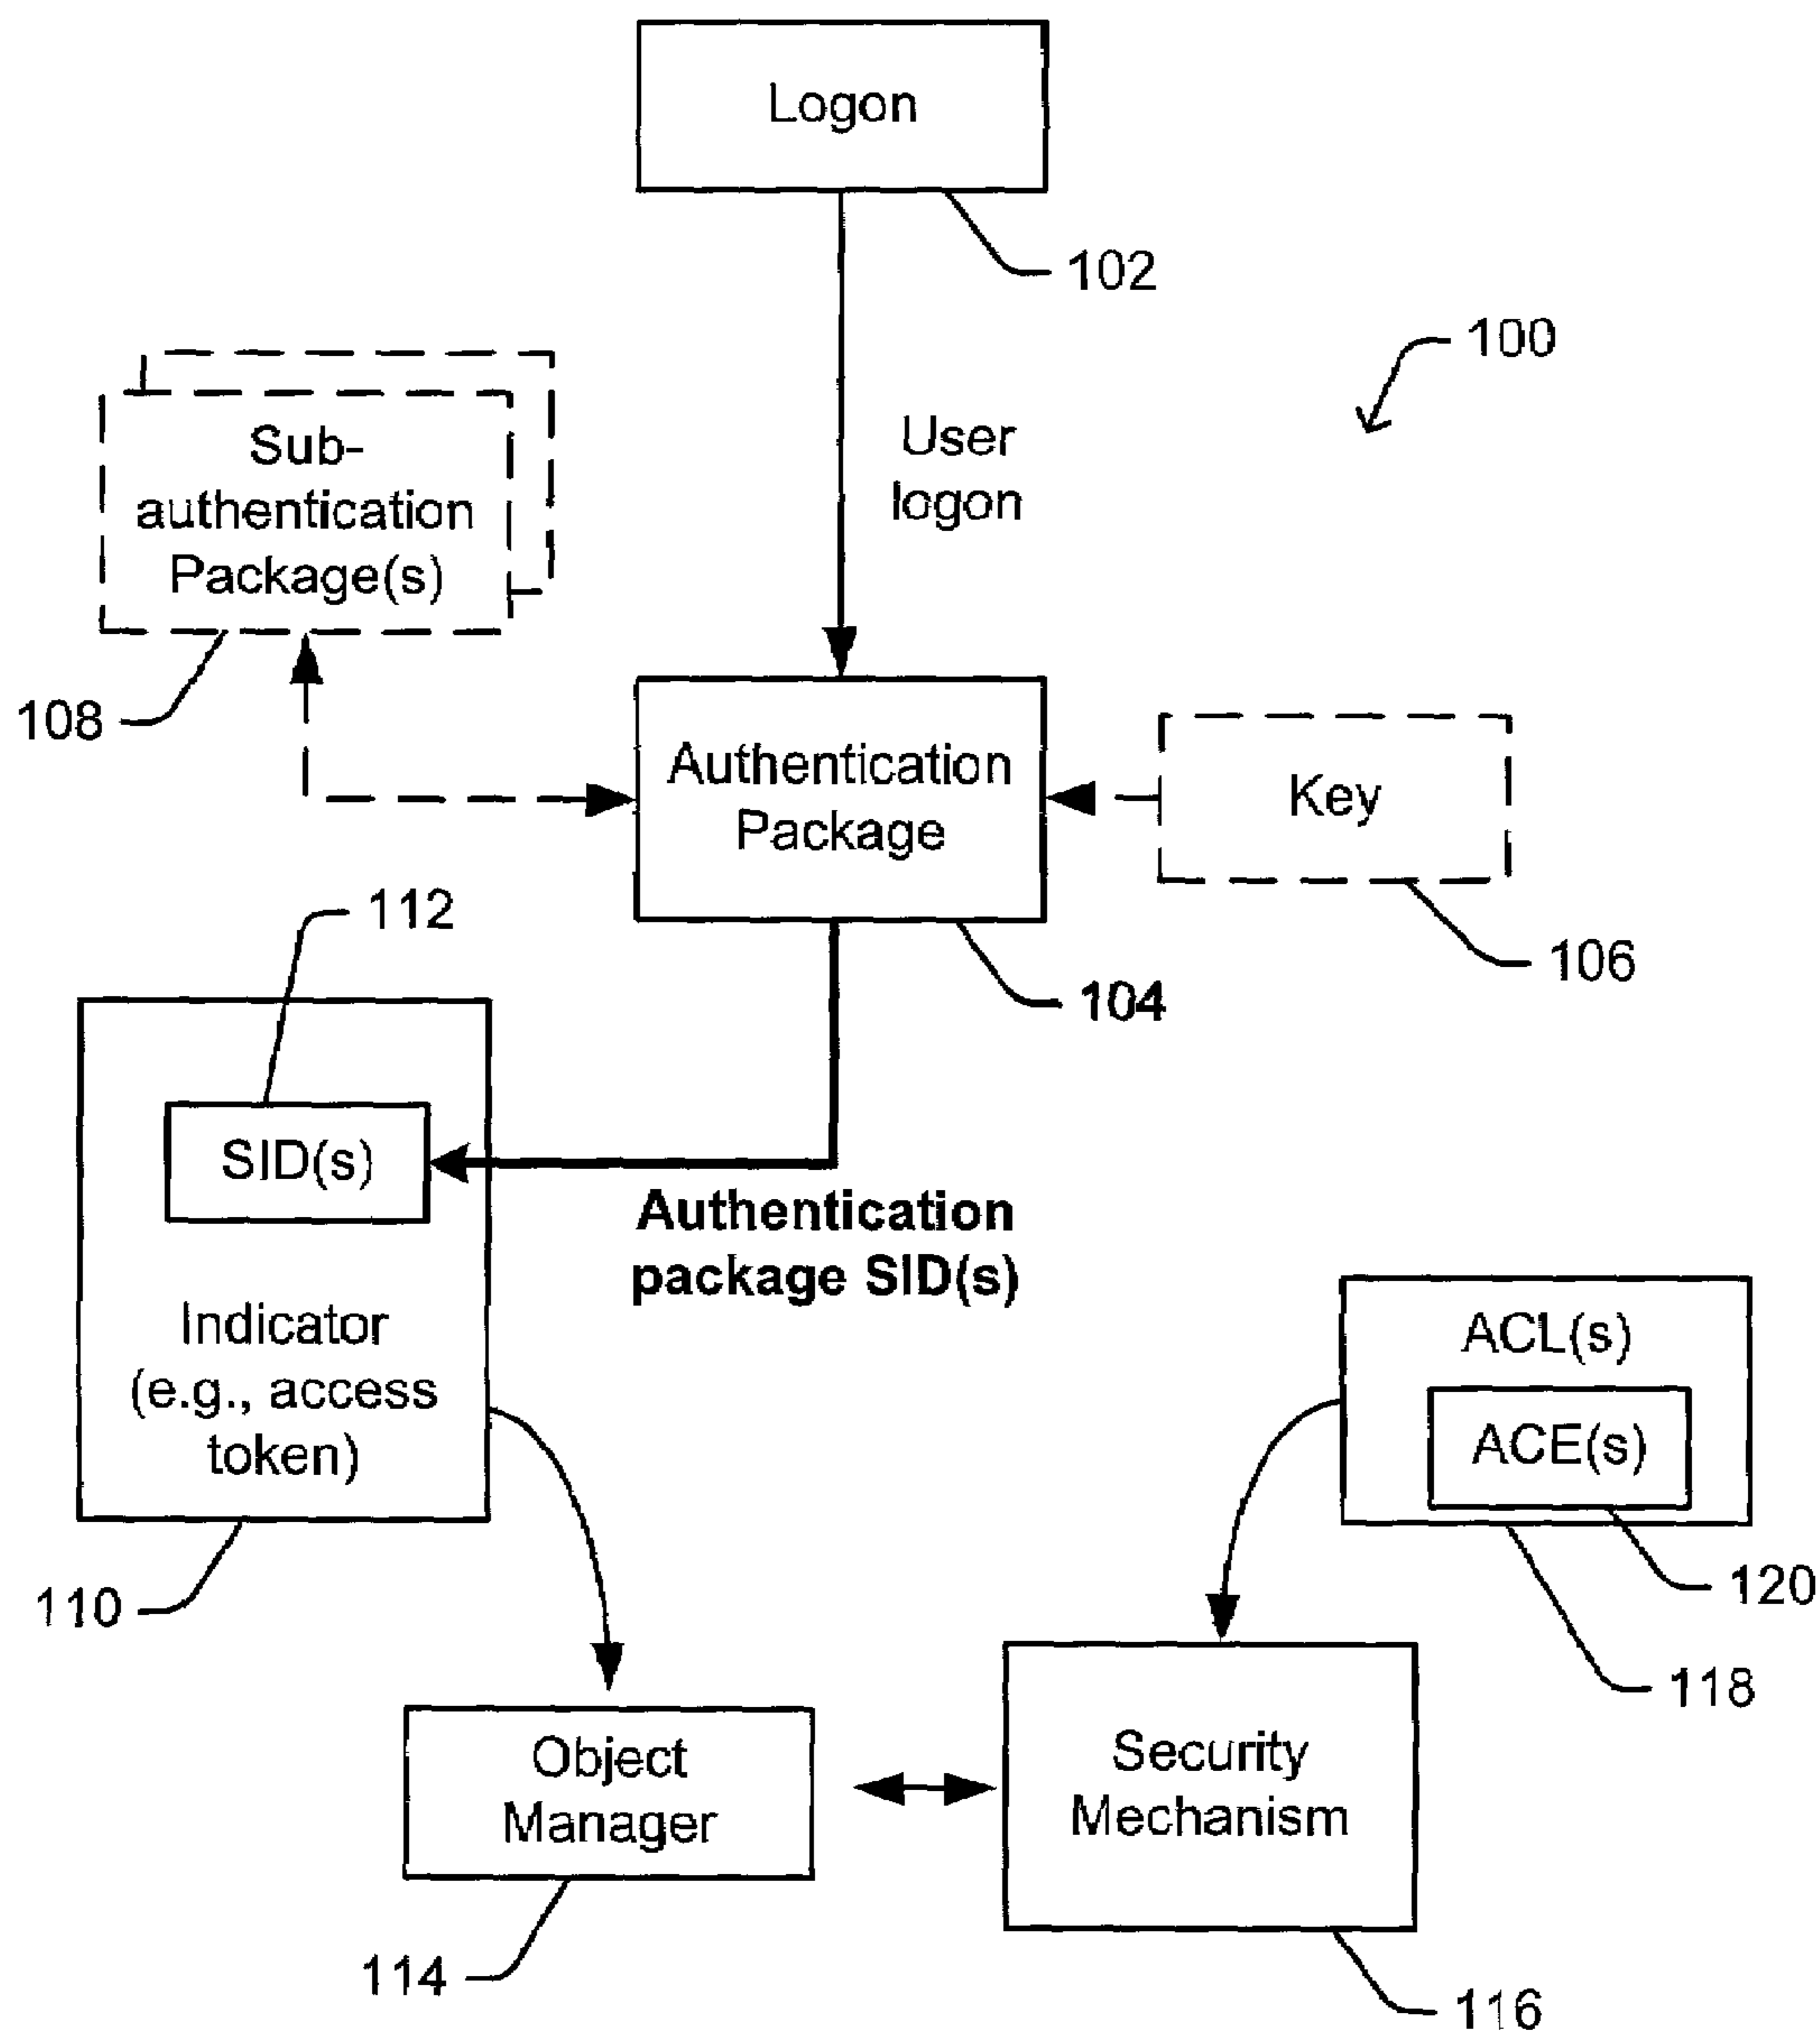 Logon
102
100
Sub-
authentication
Package(s)
User
logon
108
Authentication
Package
Key
112
106
104
SID(s)
Authentication
package SID(s)
Indicator
(e.g., access
token)
ACL(s)
ACE(s)
110
120
118
Object
Manager
Security
Mechanism
114
116